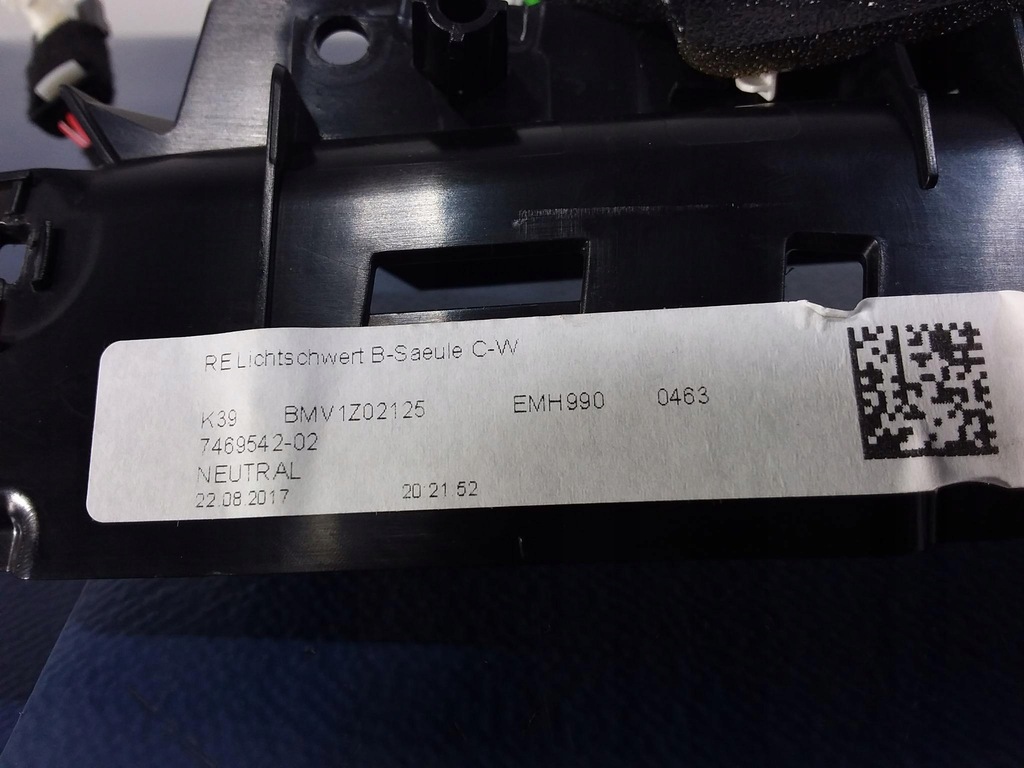 RE Lichtschwert B-Saeule C-W
K39 BMV1Z02125 EMH990 0463
7469542-02
NEUTRAL
22.08.2017 20:21:52